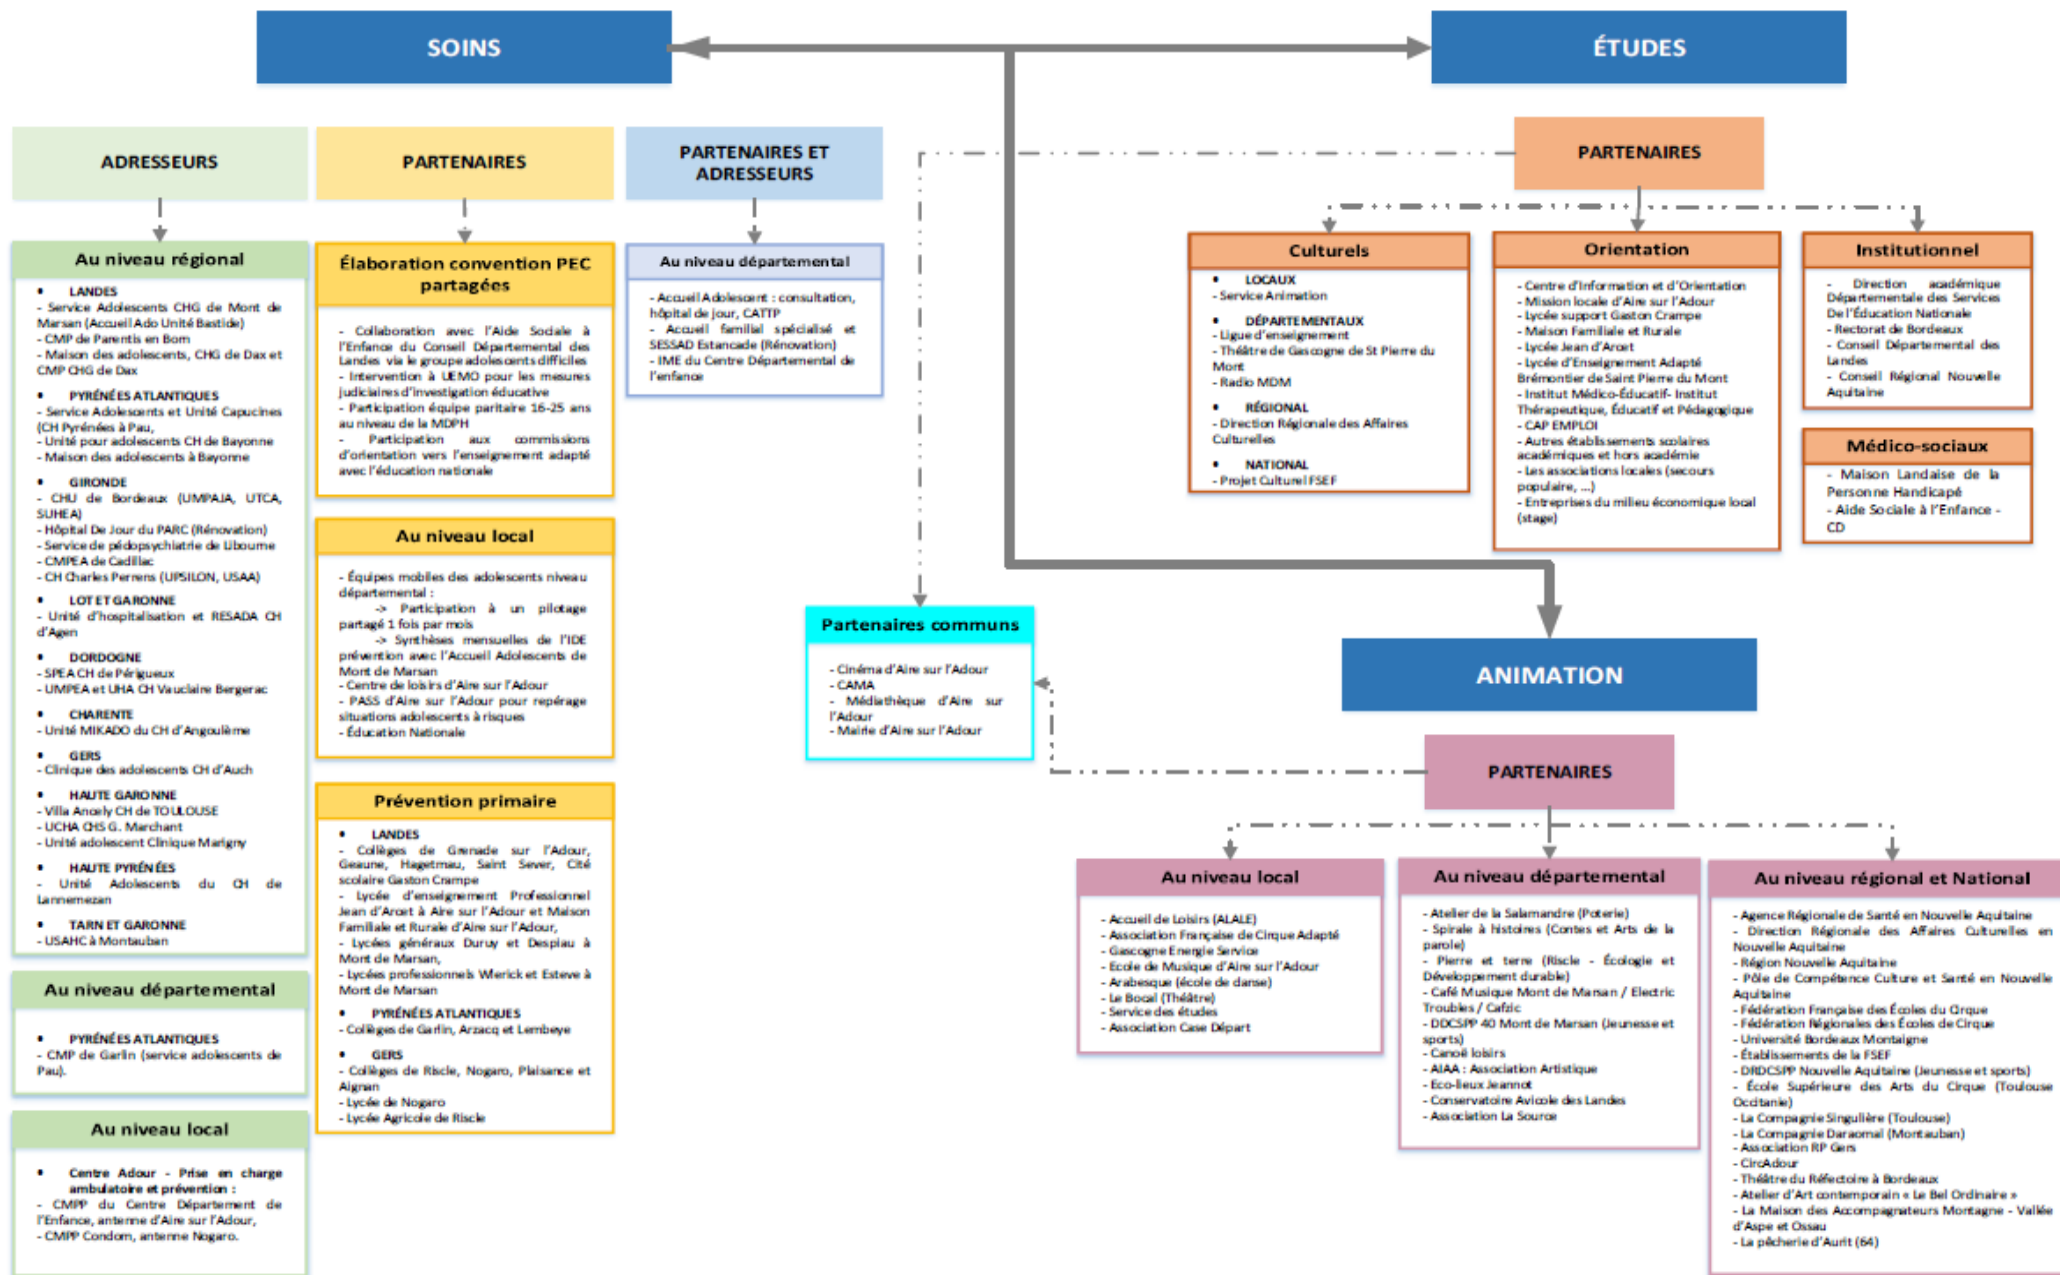 SOINS
ÉTUDES
ADRESSEURS
Au niveau régional
• LANDES
- Service Adolescents CHG de Mont de
Marsan (Accueil Ado Unité Bastide)
- CMP de Parentis en Born
- Maison des adolescents, CHG de Dax et
CMP CHG de Dax
• PYRÉNÉES ATLANTIQUES
- Service Adolescents et Unité Capucines
(CH Pyrénées à Pau,
- Unité pour adolescents CH de Bayonne
- Maison des adolescents à Bayonne
• GIRONDE
- CHU de Bordeaux (UMPAJA, UTCA,
SUHEA)
- Hôpital De Jour du PARC (Rénovation)
- Service de pédopsychiatrie de Libourne
- CMPEA de Cadillac
- CH Charles Perrens (UPSILON, USAA)
• LOT ET GARONNE
- Unité d'hospitalisation et RESADA CH
d'Agen
• DORDOGNE
- SPEA CH de Périgueux
- UMPEA et UHA CH Vauclaire Bergerac
• CHARENTE
- Unité MIKADO du CH d'Angoulème
• GERS
- Clinique des adolescents CH d'Auch
• HAUTE GARONNE
- Villa Ancely CH de TOULOUSE
- UCHA CHS G. Marchant
- Unité adolescent Clinique Marigny
• HAUTE PYRÉNÉES
- Unité Adolescents du CH de
Lannemezan
• TARN ET GARONNE
- USAHC à Montauban
Au niveau départemental
• PYRÉNÉES ATLANTIQUES
- CMP de Garlin (service adolescents de
Pau).
Au niveau local
• Centre Adour - Prise en charge
ambulatoire et prévention :
- CMPP du Centre Département de
l'Enfance, antenne d'Aire sur l'Adour,
- CMPP Condom, antenne Nogaro.
PARTENAIRES
Élaboration convention PEC
partagées
- Collaboration avec l'Aide Sociale à
l'Enfance du Conseil Départemental des
Landes via le groupe adolescents difficiles
- Intervention à UEMO pour les mesures
judiciaires d'investigation éducative
- Participation équipe paritaire 16-25 ans
au niveau de la MDPH
- Participation aux commissions
d'orientation vers l'enseignement adapté
avec l'éducation nationale
Au niveau local
- Équipes mobiles des adolescents niveau
départemental :
-> Participation à un pilotage
partagé 1 fois par mois
-> Synthèses mensuelles de l'IDE
prévention avec l'Accueil Adolescents de
Mont de Marsan
- Centre de loisirs d'Aire sur l'Adour
- PASS d'Aire sur l'Adour pour repérage
situations adolescents à risques
- Éducation Nationale
Prévention primaire
• LANDES
- Collèges de Grenade sur l'Adour,
Geaune, Hagetmau, Saint Sever, Cité
scolaire Gaston Crampe
- Lycée d'enseignement Professionnel
Jean d'Arcet à Aire sur l'Adour et Maison
Familiale et Rurale d'Aire sur l'Adour,
- Lycées généraux Duruy et Despiau à
Mont de Marsan,
- Lycées professionnels Wlerick et Esteve à
Mont de Marsan
• PYRÉNÉES ATLANTIQUES
- Collèges de Garlin, Arzacq et Lembeye
• GERS
- Collèges de Riscle, Nogaro, Plaisance et
Aignan
- Lycée de Nogaro
- Lycée Agricole de Riscle
PARTENAIRES ET
ADRESSEURS
Au niveau départemental
- Accueil Adolescent : consultation,
hôpital de jour, CATTP
- Accueil familial spécialisé et
SESSAD Estancade (Rénovation)
- IME du Centre Départemental de
l'enfance
PARTENAIRES
Culturels
• LOCAUX
- Service Animation
• DÉPARTEMENTAUX
- Ligue d'enseignement
- Théâtre de Gascogne de St Pierre du
Mont
- Radio MDM
• RÉGIONAL
- Direction Régionale des Affaires
Culturelles
• NATIONAL
- Projet Culturel FSEF
Orientation
- Centre d'Information et d'Orientation
- Mission locale d'Aire sur l'Adour
- Lycée support Gaston Crampe
- Maison Familiale et Rurale
- Lycée Jean d'Arcet
- Lycée d'Enseignement Adapté
Brémontier de Saint Pierre du Mont
- Institut Médico-Éducatif- Institut
Thérapeutique, Éducatif et Pédagogique
- CAP EMPLOI
- Autres établissements scolaires
académiques et hors académie
- Les associations locales (secours
populaire, ...)
- Entreprises du milieu économique local
(stage)
Institutionnel
- Direction académique
Départementale des Services
De l'Éducation Nationale
- Rectorat de Bordeaux
- Conseil Départemental des
Landes
- Conseil Régional Nouvelle
Aquitaine
Médico-sociaux
- Maison Landaise de la
Personne Handicapé
- Aide Sociale à l'Enfance -
CD
Partenaires communs
- Cinéma d'Aire sur l'Adour
- CAMA
- Médiathèque d'Aire sur
l'Adour
- Mairie d'Aire sur l'Adour
ANIMATION
PARTENAIRES
Au niveau local
- Accueil de Loisirs (ALALE)
- Association Française de Cirque Adapté
- Gascogne Energie Service
- Ecole de Musique d'Aire sur l'Adour
- Arabesque (école de danse)
- Le Bocal (Théâtre)
- Service des études
- Association Case Départ
Au niveau départemental
- Atelier de la Salamandre (Poterie)
- Spirale à histoires (Contes et Arts de la
parole)
- Pierre et terre (Riscle - Écologie et
Développement durable)
- Café Musique Mont de Marsan / Electric
Troubles / Cafzic
- DDCSPP 40 Mont de Marsan (Jeunesse et
sports)
- Canoë loisirs
- AIAA : Association Artistique
- Eco-lieux Jeannot
- Conservatoire Avicole des Landes
- Association La Source
Au niveau régional et National
- Agence Régionale de Santé en Nouvelle Aquitaine
- Direction Régionale des Affaires Culturelles en
Nouvelle Aquitaine
- Région Nouvelle Aquitaine
- Pôle de Compétence Culture et Santé en Nouvelle
Aquitaine
- Fédération Française des Écoles du Cirque
- Fédération Régionales des Écoles de Cirque
- Université Bordeaux Montaigne
- Établissements de la FSEF
- DRDCSPP Nouvelle Aquitaine (Jeunesse et sports)
- École Supérieure des Arts du Cirque (Toulouse
Occitanie)
- La Compagnie Singulière (Toulouse)
- La Compagnie Daraomaï (Montauban)
- Association RP Gers
- CircAdour
- Théâtre du Réfectoire à Bordeaux
- Atelier d'Art contemporain « Le Bel Ordinaire »
- La Maison des Accompagnateurs Montagne - Vallée
d'Aspe et Ossau
- La pêcherie d'Aurit (64)